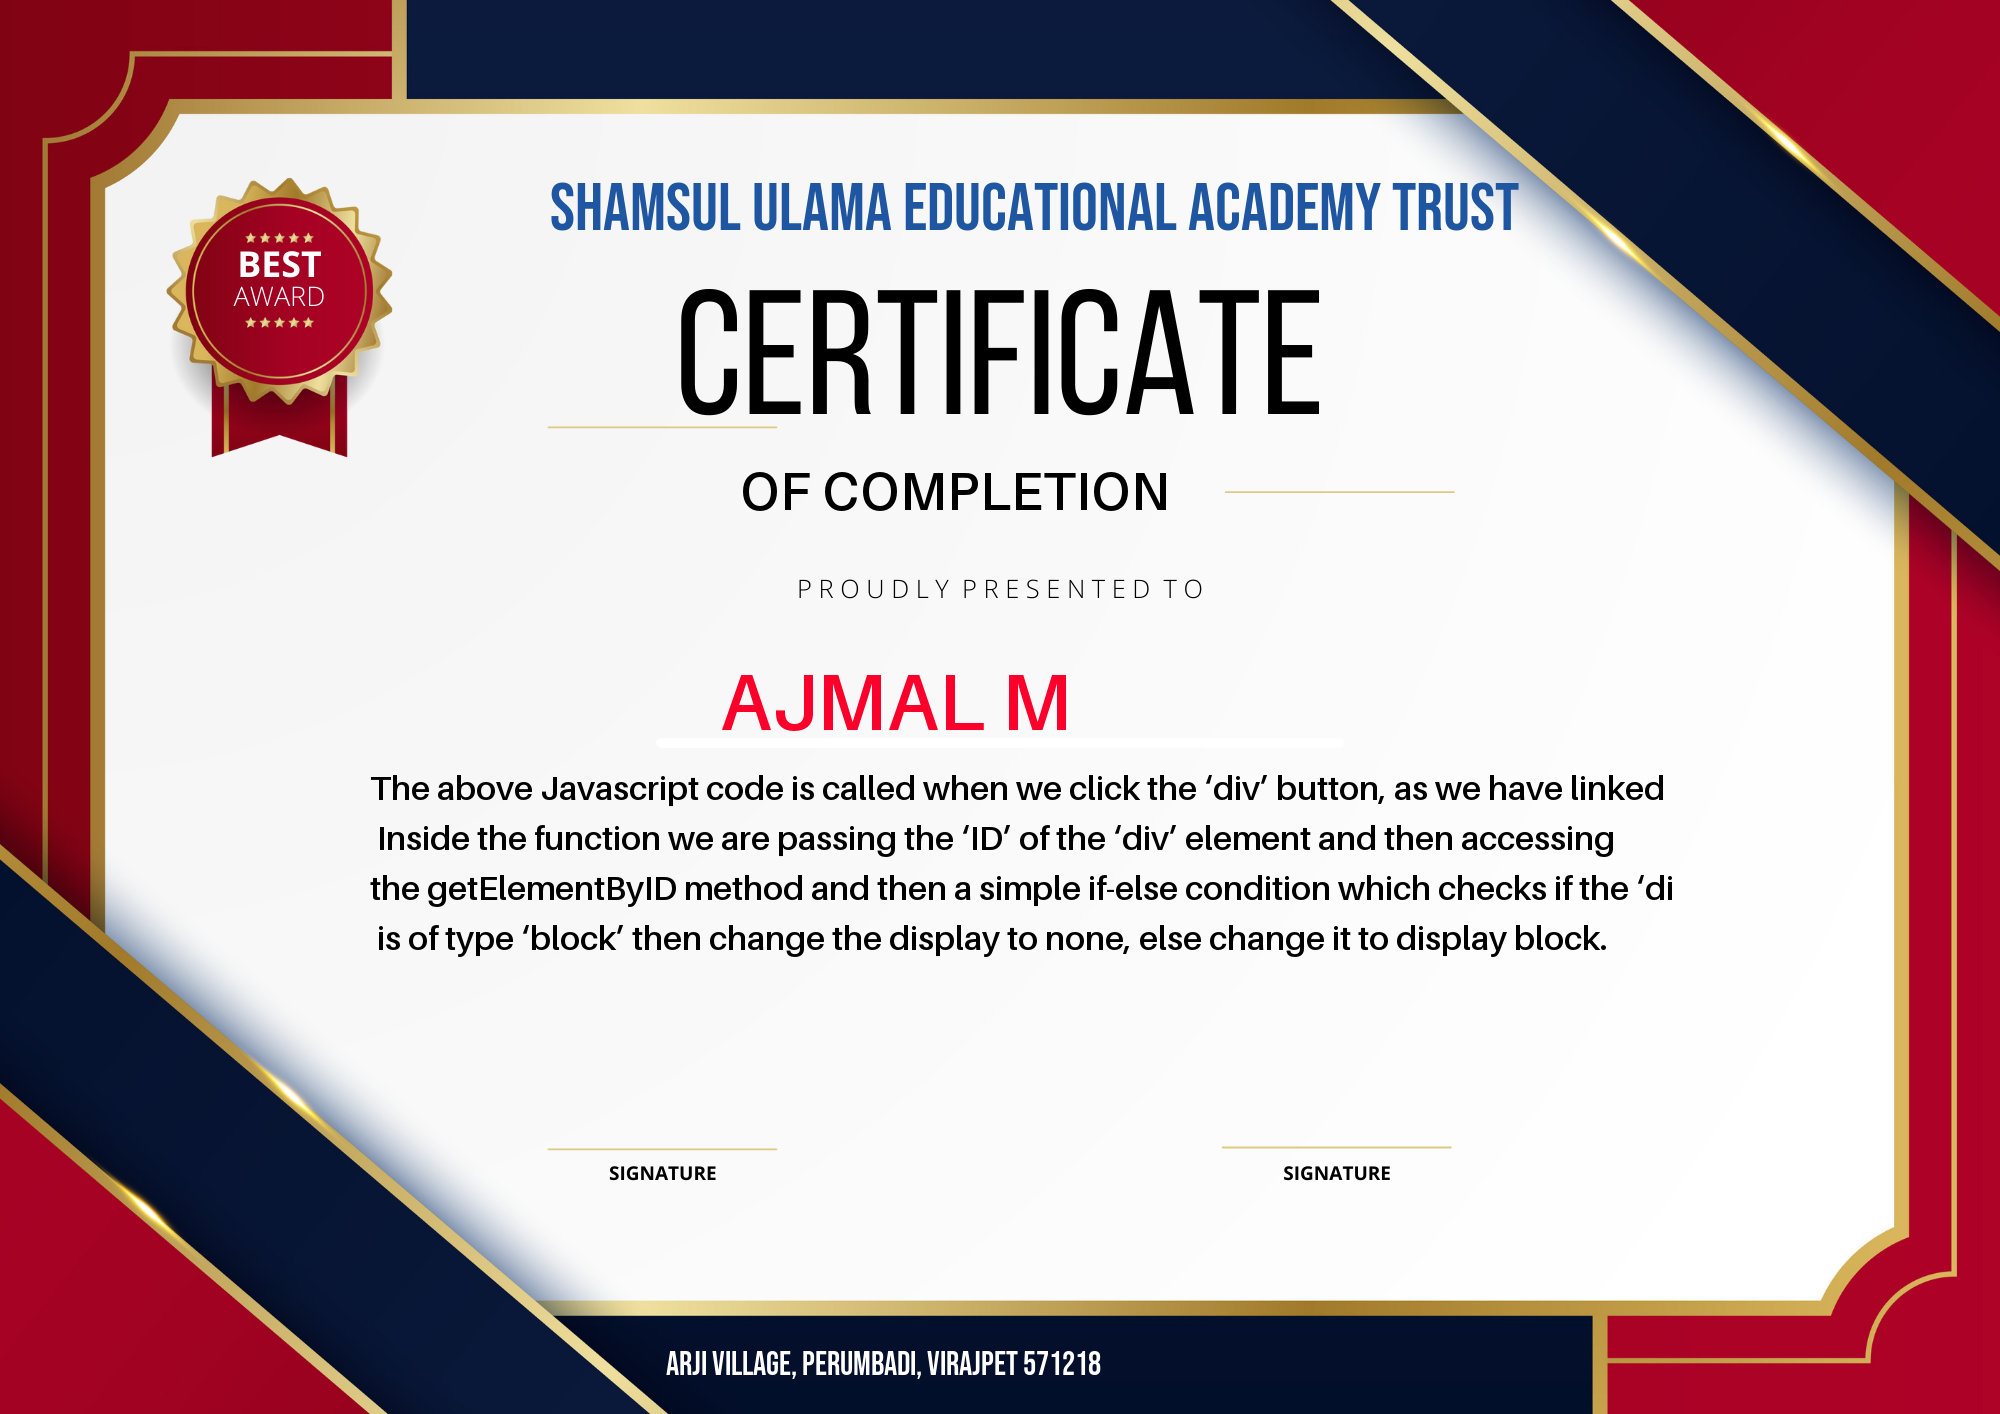 SHAMSUL ULAMA EDUCATIONAL ACADEMY TRUST
BEST
AWARD
CERTIFICATE
OF COMPLETION
PROUDLY PRESENTED TO
AJMAL M
The above Javascript code is called when we click the ‘div’ button, as we have linked
Inside the function we are passing the ‘ID’ of the ‘div’ element and then accessing
the getElementByID method and then a simple if-else condition which checks if the ‘di
is of type ‘block’ then change the display to none, else change it to display block.
SIGNATURE
SIGNATURE
ARJI VILLAGE, PERUMBADI, VIRAJPET 571218